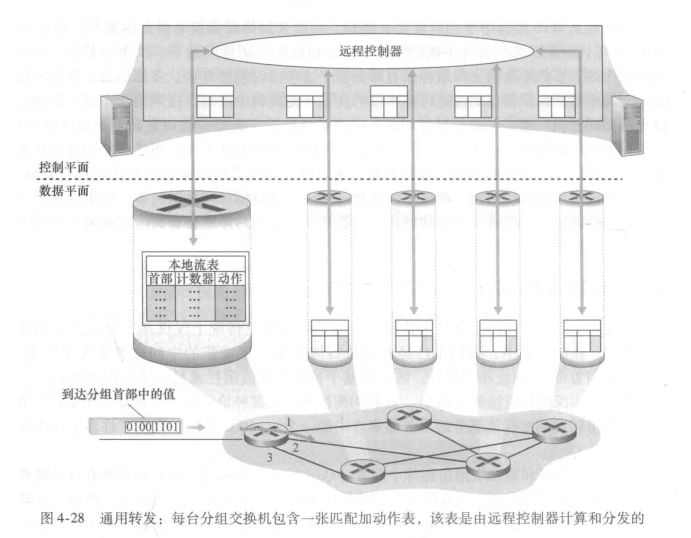 远程控制器
控制平面
数据平面
本地流表
首部 计数器 动作
到达分组首部中的值
01001101
1
2
3
图 4-28 通用转发：每台分组交换机包含一张匹配加动作表，该表是由远程控制器计算和分发的